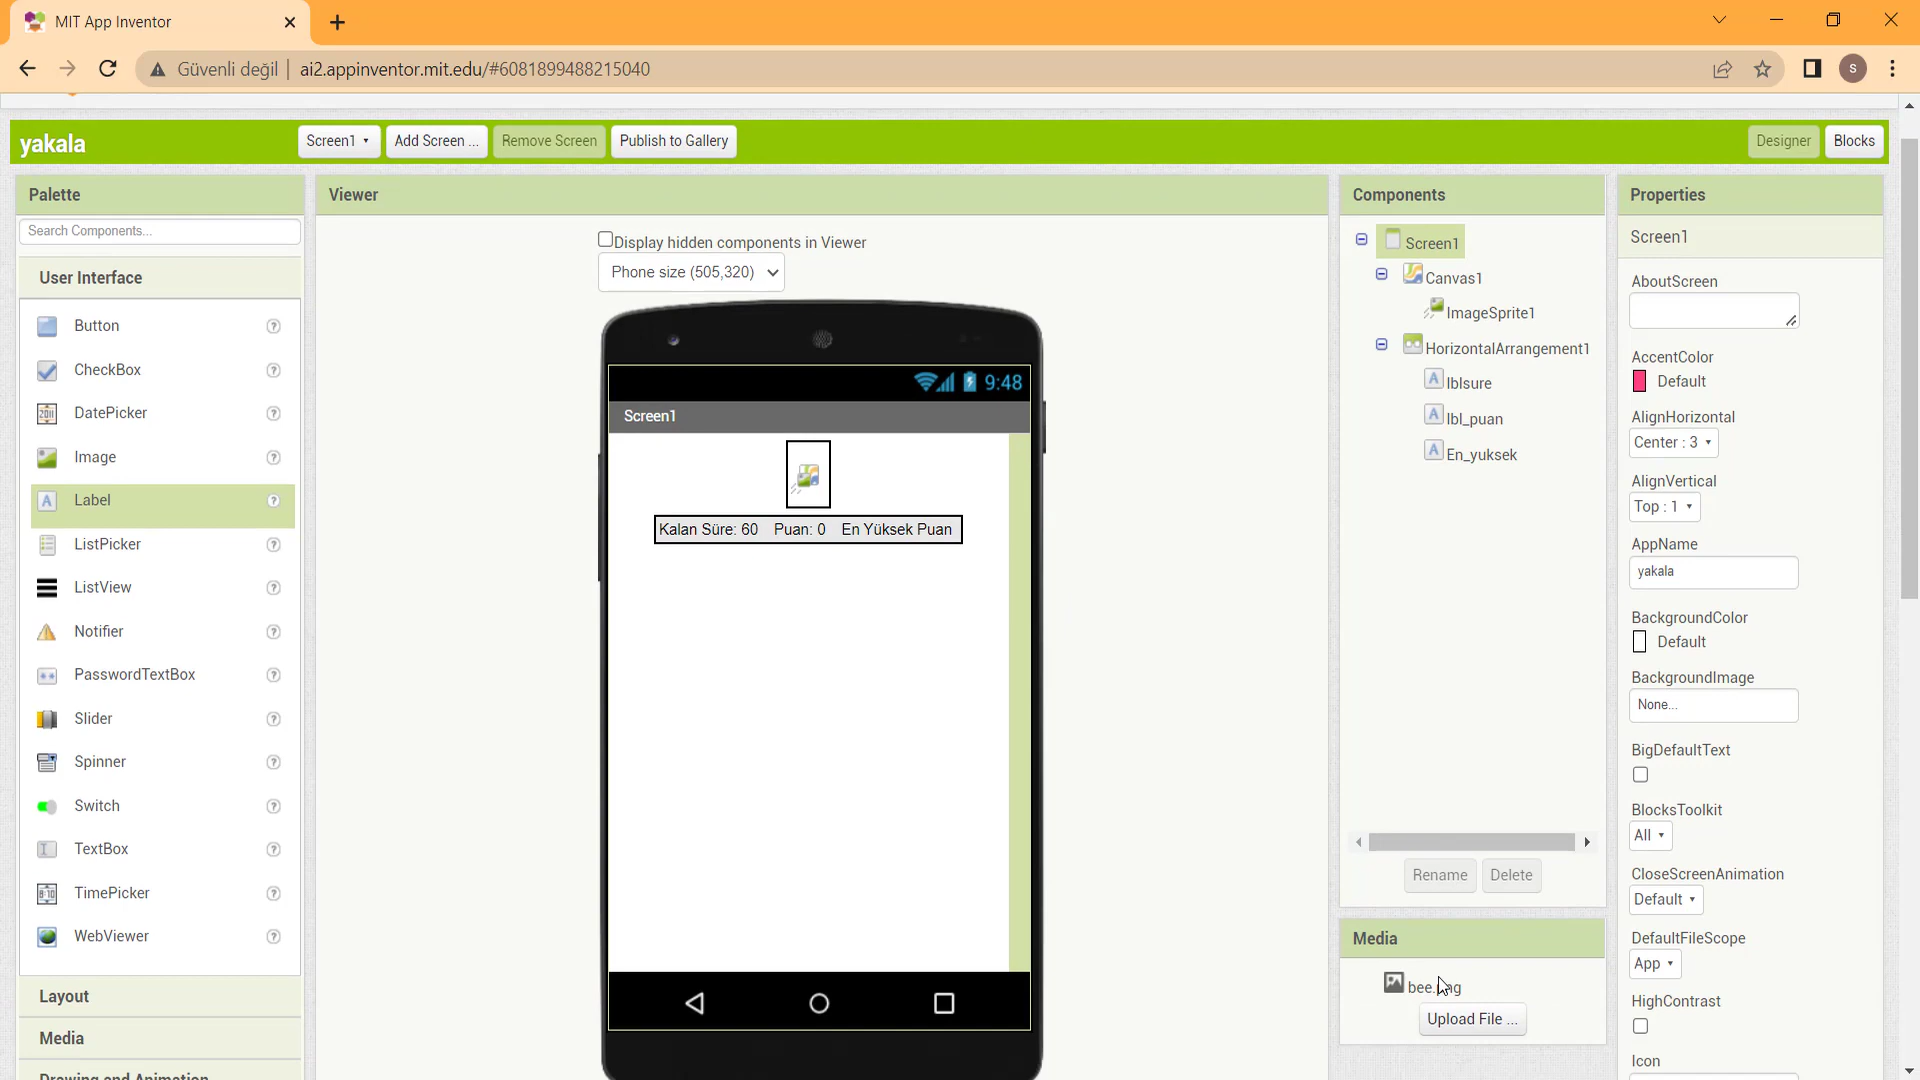 MIT App Inventor
Güvenli değil
ai2.appinventor.mit.edu/#6081899488215040
S
yakala
Screen1
Add Screen ...
Remove Screen
Publish to Gallery
Designer
Blocks
Palette
Viewer
Components
Properties
Search Components...
User Interface
Button
CheckBox
DatePicker
Image
Label
ListPicker
ListView
Notifier
PasswordTextBox
Slider
Spinner
Switch
TextBox
TimePicker
WebViewer
Layout
Media
Drawing and Animation
Display hidden components in Viewer
Phone size (505,320)
9:48
Screen1
Kalan Süre: 60 Puan: 0 En Yüksek Puan
Screen1
Canvas1
ImageSprite1
HorizontalArrangement1
lblsure
lbl_puan
En_yuksek
Rename
Delete
Media
Upload File ...
Screen1
AboutScreen
AccentColor
Default
AlignHorizontal
Center : 3
AlignVertical
Top : 1
AppName
yakala
BackgroundColor
Default
BackgroundImage
None...
BigDefaultText
BlocksToolkit
All
CloseScreenAnimation
Default
DefaultFileScope
App
HighContrast
Icon